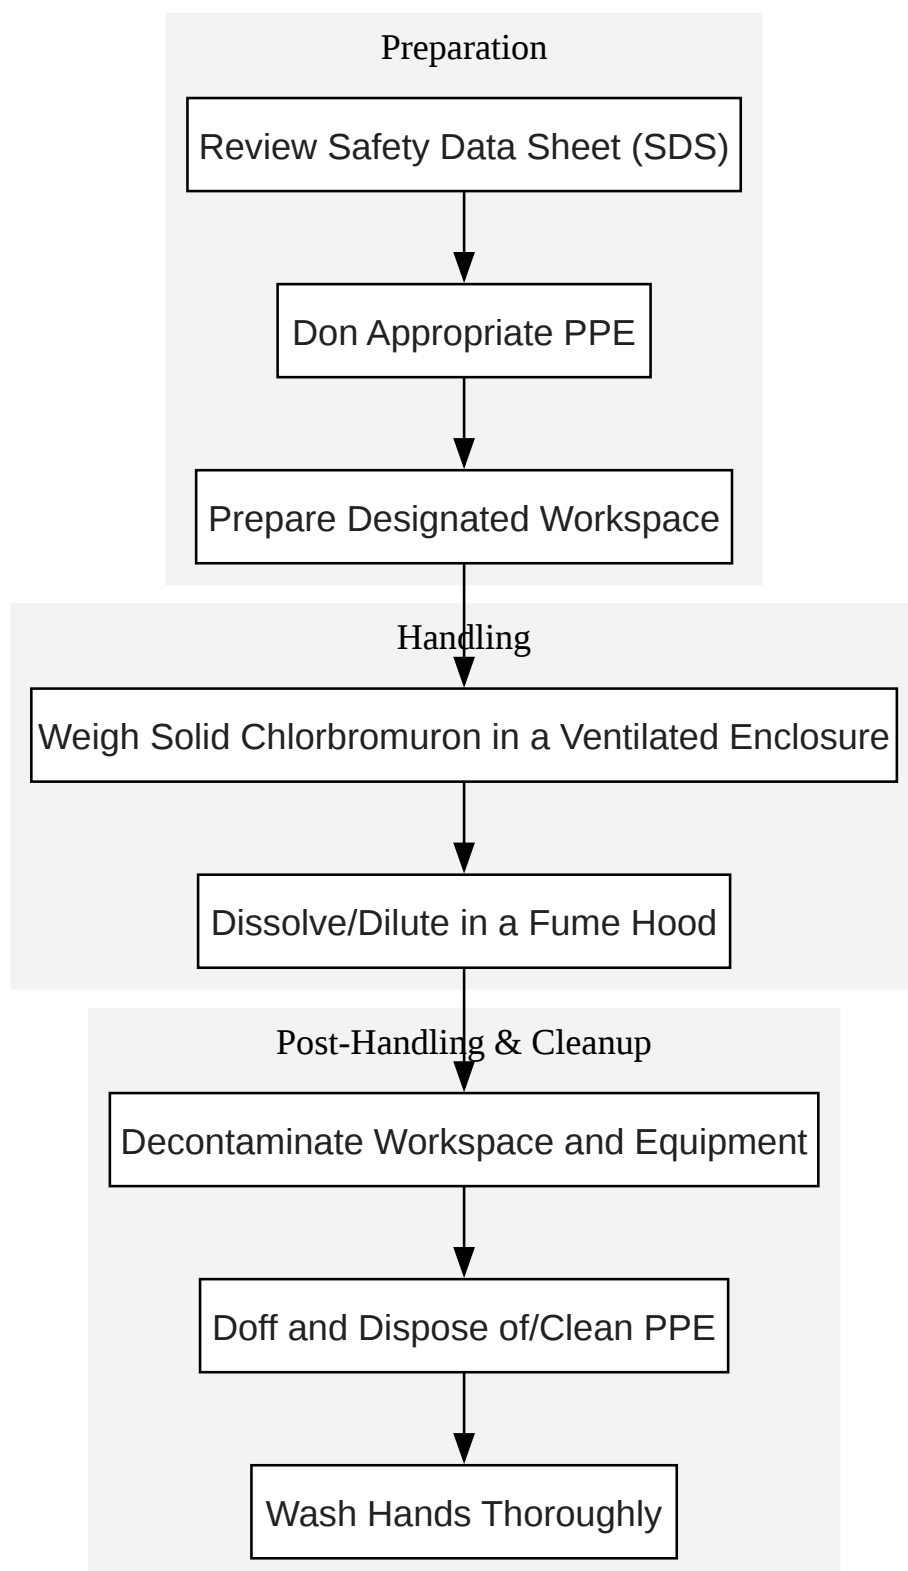 Preparation
Review Safety Data Sheet (SDS)
Don Appropriate PPE
Prepare Designated Workspace
Handling
Weigh Solid Chlorbromuron in a Ventilated Enclosure
Dissolve/Dilute in a Fume Hood
Post-Handling & Cleanup
Decontaminate Workspace and Equipment
Doff and Dispose of/Clean PPE
Wash Hands Thoroughly